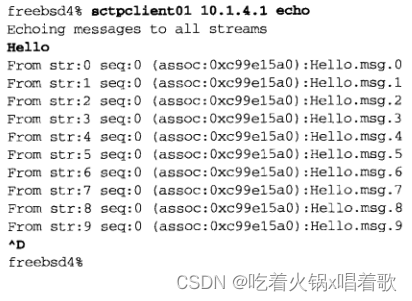 freebsd4% sctpclient01 10.1.4.1 echo
Echoing messages to all streams
Hello
From str:0 seq:0 (assoc:0xc99e15a0):Hello.msg.0
From str:1 seq:0 (assoc:0xc99e15a0):Hello.msg.1
From str:2 seq:0 (assoc:0xc99e15a0):Hello.msg.2
From str:3 seq:0 (assoc:0xc99e15a0):Hello.msg.3
From str:4 seq:0 (assoc:0xc99e15a0):Hello.msg.4
From str:5 seq:0 (assoc:0xc99e15a0):Hello.msg.5
From str:6 seq:0 (assoc:0xc99e15a0):Hello.msg.6
From str:7 seq:0 (assoc:0xc99e15a0):Hello.msg.7
From str:8 seq:0 (assoc:0xc99e15a0):Hello.msg.8
From str:9 seq:0 (assoc:0xc99e15a0):Hello.msg.9
^D
freebsd4%
CSDN @吃着火锅x唱着歌